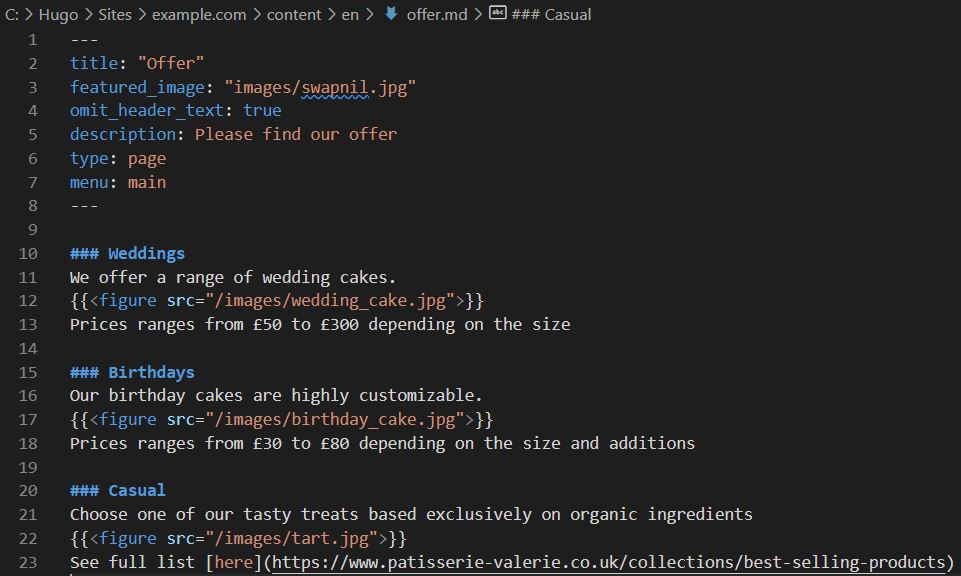 C: > Hugo > Sites > example.com > content > en > offer.md > ### Casual
1 ---
2 title: "Offer"
3 featured_image: "images/swapnil.jpg"
4 omit_header_text: true
5 description: Please find our offer
6 type: page
7 menu: main
8 ---
9
10 ### Weddings
11 We offer a range of wedding cakes.
12 {{<figure src="/images/wedding_cake.jpg">}}
13 Prices ranges from £50 to £300 depending on the size
14
15 ### Birthdays
16 Our birthday cakes are highly customizable.
17 {{<figure src="/images/birthday_cake.jpg">}}
18 Prices ranges from £30 to £80 depending on the size and additions
19
20 ### Casual
21 Choose one of our tasty treats based exclusively on organic ingredients
22 {{<figure src="/images/tart.jpg">}}
23 See full list [here](https://www.patisserie-valerie.co.uk/collections/best-selling-products)